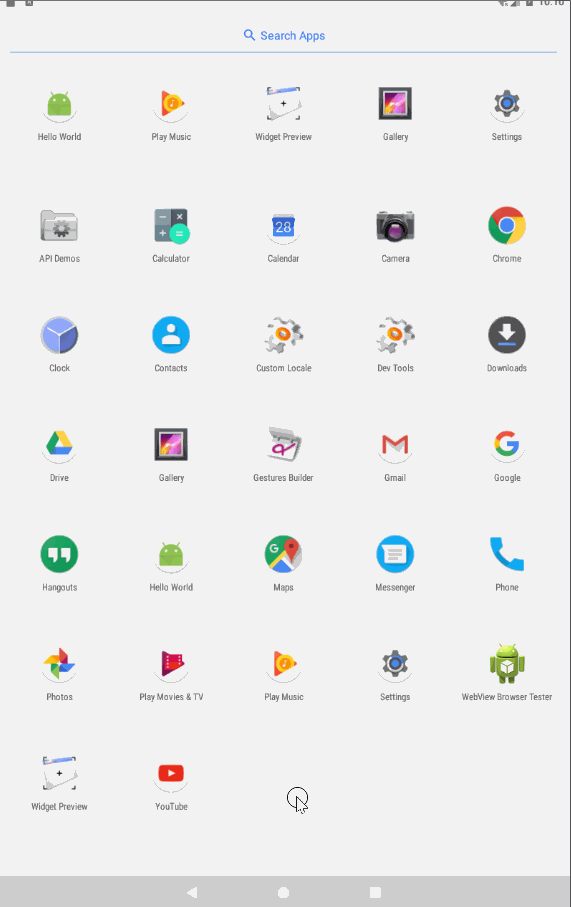 10:10
Search Apps
Hello World
Play Music
Widget Preview
Gallery
Settings
API Demos
Calculator
28
Calendar
Camera
Chrome
Clock
Contacts
Custom Locale
Dev Tools
Downloads
Drive
Gallery
Gestures Builder
Gmail
Google
Hangouts
Hello World
Maps
Messenger
Phone
Photos
Play Movies & TV
Play Music
Settings
WebView Browser Tester
Widget Preview
YouTube